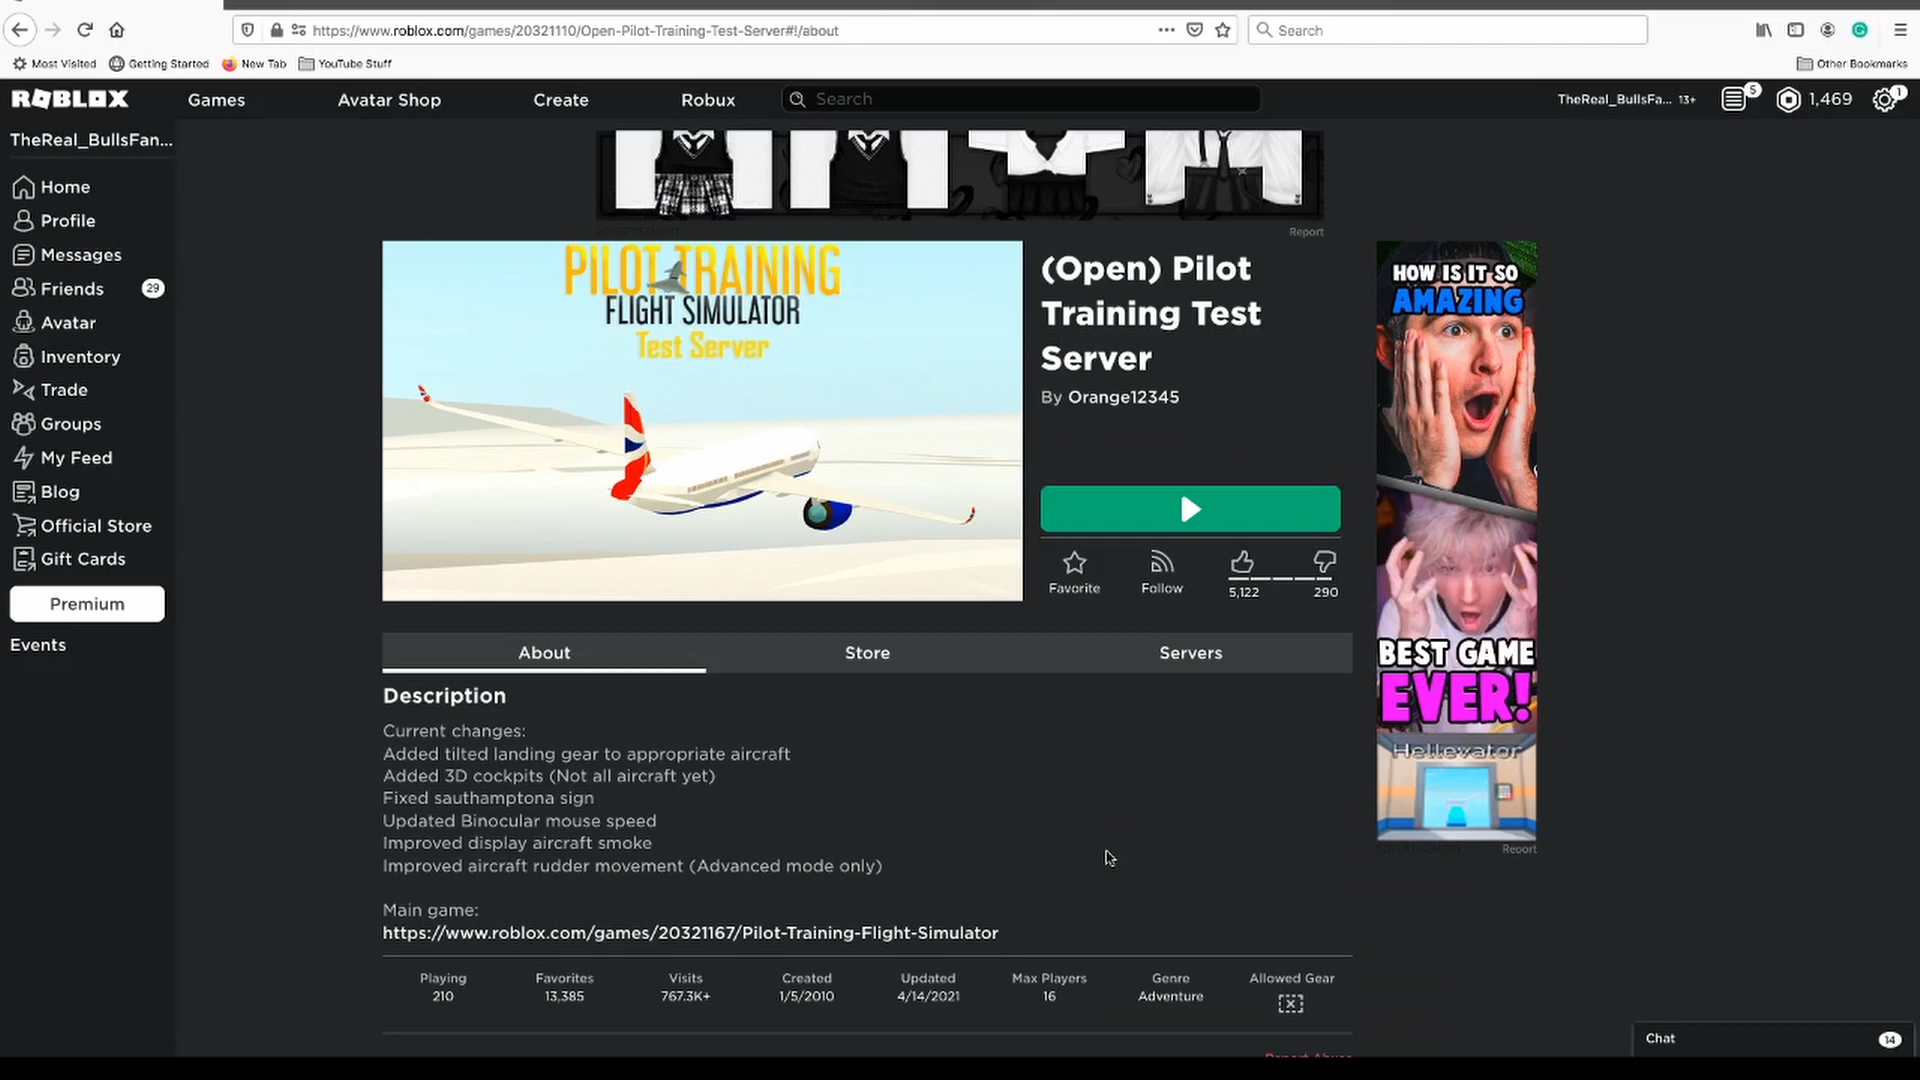 https://www.roblox.com/games/20321110/Open-Pilot-Training-Test-Server#!/about
Search
Most Visited
Getting Started
New Tab
YouTube Stuff
Other Bookmarks
ROBLOX
Games
Avatar Shop
Create
Robux
Search
TheReal_BullsFa... 13+
5
1,469
1
TheReal_BullsFan...
Home
Profile
Messages
Friends 29
Avatar
Inventory
Trade
Groups
My Feed
Blog
Official Store
Gift Cards
Premium
Events
ADVERTISEMENT
Report
PILOT TRAINING
FLIGHT SIMULATOR
Test Server
(Open) Pilot
Training Test
Server
By Orange12345
Favorite
Follow
5,122
290
HOW IS IT SO
AMAZING
BEST GAME
EVER!
Hellevator
ADVERTISEMENT
Report
About
Store
Servers
Description
Current changes:
Added tilted landing gear to appropriate aircraft
Added 3D cockpits (Not all aircraft yet)
Fixed sauthamptona sign
Updated Binocular mouse speed
Improved display aircraft smoke
Improved aircraft rudder movement (Advanced mode only)
Main game:
https://www.roblox.com/games/20321167/Pilot-Training-Flight-Simulator
Playing
Favorites
Visits
Created
Updated
Max Players
Genre
Allowed Gear
210
13,385
767.3K+
1/5/2010
4/14/2021
16
Adventure
Report Abuse
Chat
14